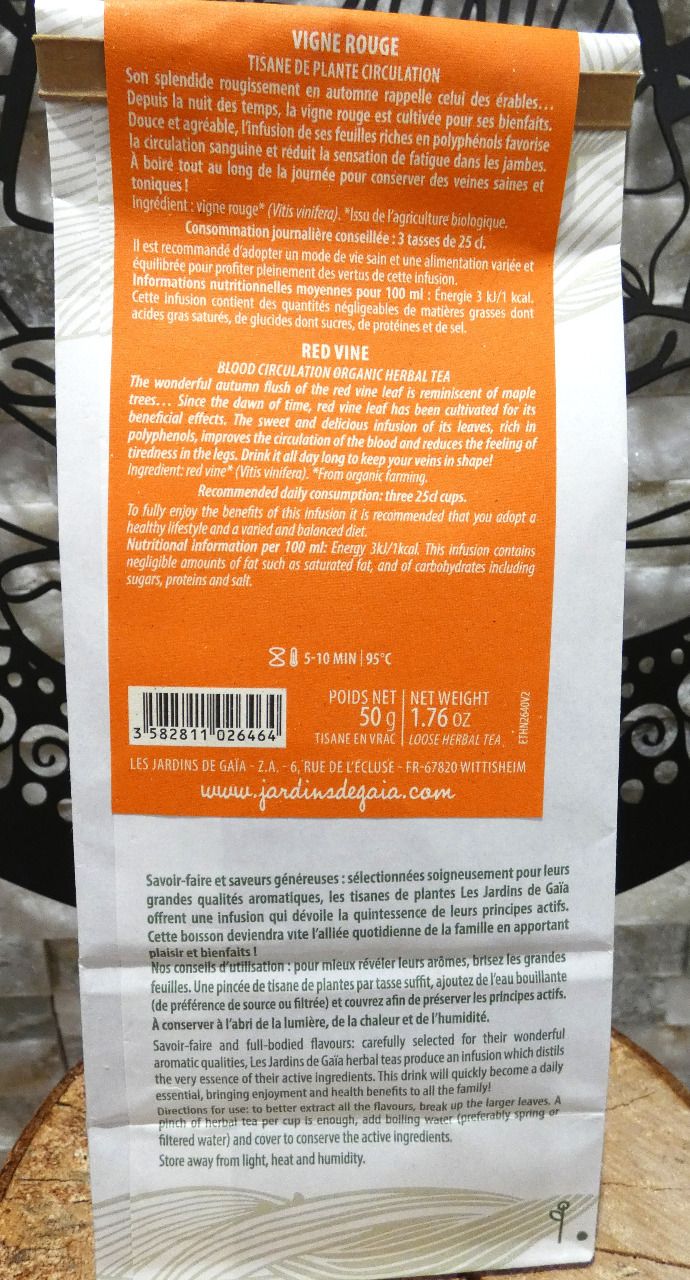 VIGNE ROUGE
TISANE DE PLANTE CIRCULATION
Son splendide rougissement en automne rappelle celui des érables...
Depuis la nuit des temps, la vigne rouge est cultivée pour ses bienfaits.
Douce et agréable, l'infusion de ses feuilles riches en polyphénols favorise
la circulation sanguine et réduit la sensation de fatigue dans les jambes.
À boire tout au long de la journée pour conserver des veines saines et
toniques !
Ingrédient : vigne rouge* (Vitis vinifera). *Issu de l'agriculture biologique.
Consommation journalière conseillée : 3 tasses de 25 cl.
Il est recommandé d'adopter un mode de vie sain et une alimentation variée et
équilibrée pour profiter pleinement des vertus de cette infusion.
Informations nutritionnelles moyennes pour 100 ml : Énergie 3 kJ/1 kcal.
Cette infusion contient des quantités négligeables de matières grasses dont
acides gras saturés, de glucides dont sucres, de protéines et de sel.
RED VINE
BLOOD CIRCULATION ORGANIC HERBAL TEA
The wonderful autumn flush of the red vine leaf is reminiscent of maple
trees... Since the dawn of time, red vine leaf has been cultivated for its
beneficial effects. The sweet and delicious infusion of its leaves, rich in
polyphenols, improves the circulation of the blood and reduces the feeling of
tiredness in the legs. Drink it all day long to keep your veins in shape!
Ingredient: red vine* (Vitis vinifera). *From organic farming.
Recommended daily consumption: three 25cl cups.
To fully enjoy the benefits of this infusion it is recommended that you adopt a
healthy lifestyle and a varied and balanced diet.
Nutritional information per 100 ml: Energy 3kJ/1kcal. This infusion contains
negligible amounts of fat such as saturated fat, and of carbohydrates including
sugars, proteins and salt.
5-10 MIN | 95°C
POIDS NET | NET WEIGHT
50 g | 1.76 OZ
TISANE EN VRAC | LOOSE HERBAL TEA
ETHN2640V2
3 582811 026464
LES JARDINS DE GAÏA - Z.A. - 6, RUE DE L'ÉCLUSE - FR-67820 WITTISHEIM
www.jardinsdegaia.com
Savoir-faire et saveurs généreuses : sélectionnées soigneusement pour leurs
grandes qualités aromatiques, les tisanes de plantes Les Jardins de Gaïa
offrent une infusion qui dévoile la quintessence de leurs principes actifs.
Cette boisson deviendra vite l'alliée quotidienne de la famille en apportant
plaisir et bienfaits !
Nos conseils d'utilisation : pour mieux révéler leurs arômes, brisez les grandes
feuilles. Une pincée de tisane de plantes par tasse suffit, ajoutez de l'eau bouillante
(de préférence de source ou filtrée) et couvrez afin de préserver les principes actifs.
À conserver à l'abri de la lumière, de la chaleur et de l'humidité.
Savoir-faire and full-bodied flavours: carefully selected for their wonderful
aromatic qualities, Les Jardins de Gaïa herbal teas produce an infusion which distils
the very essence of their active ingredients. This drink will quickly become a daily
essential, bringing enjoyment and health benefits to all the family!
Directions for use: to better extract all the flavours, break up the larger leaves. A
pinch of herbal tea per cup is enough, add boiling water (preferably spring or
filtered water) and cover to conserve the active ingredients.
Store away from light, heat and humidity.